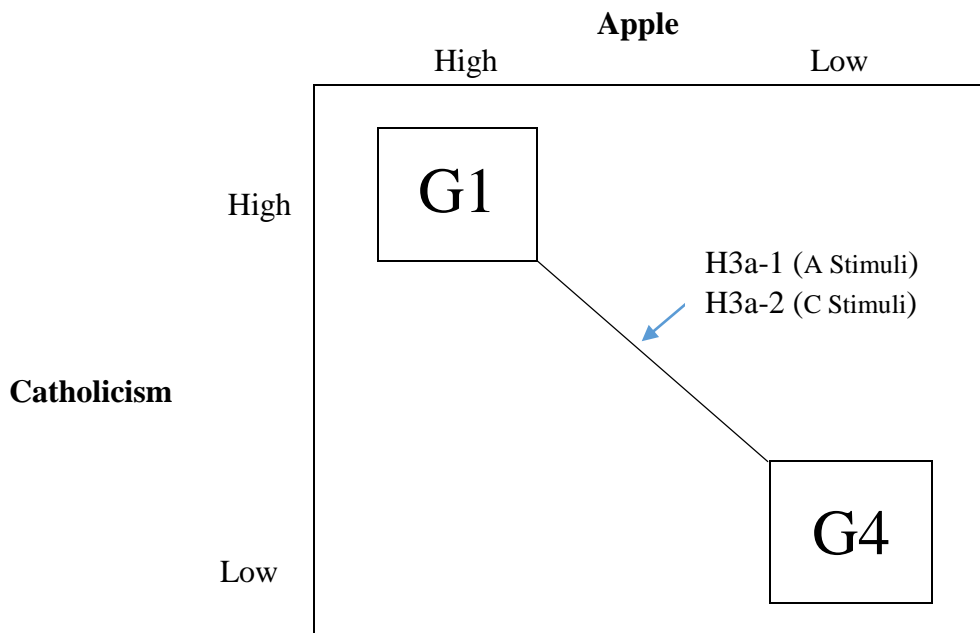 Apple
High Low
G1
High
H3a-1 (A Stimuli)
H3a-2 (C Stimuli)
Catholicism
G4
Low